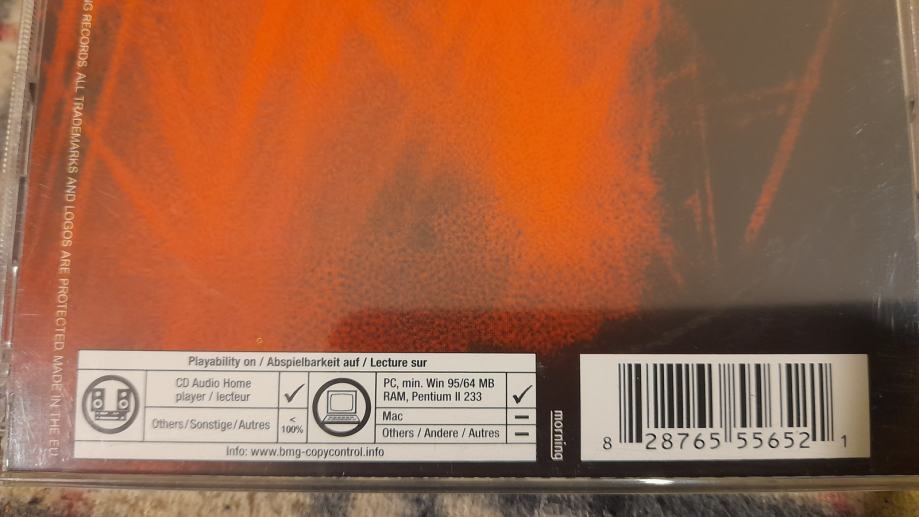 NG RECORDS. ALL TRADEMARKS AND LOGOS ARE PROTECTED. MADE IN THE EU
Playability on / Abspielbarkeit auf / Lecture sur
CD Audio Home
player / lecteur
Others/Sonstige/Autres
<
100%
PC, min. Win 95/64 MB
RAM, Pentium II 233
Mac
Others / Andere / Autres
Info: www.bmg-copycontrol.info
morning
8 28765 55652 1